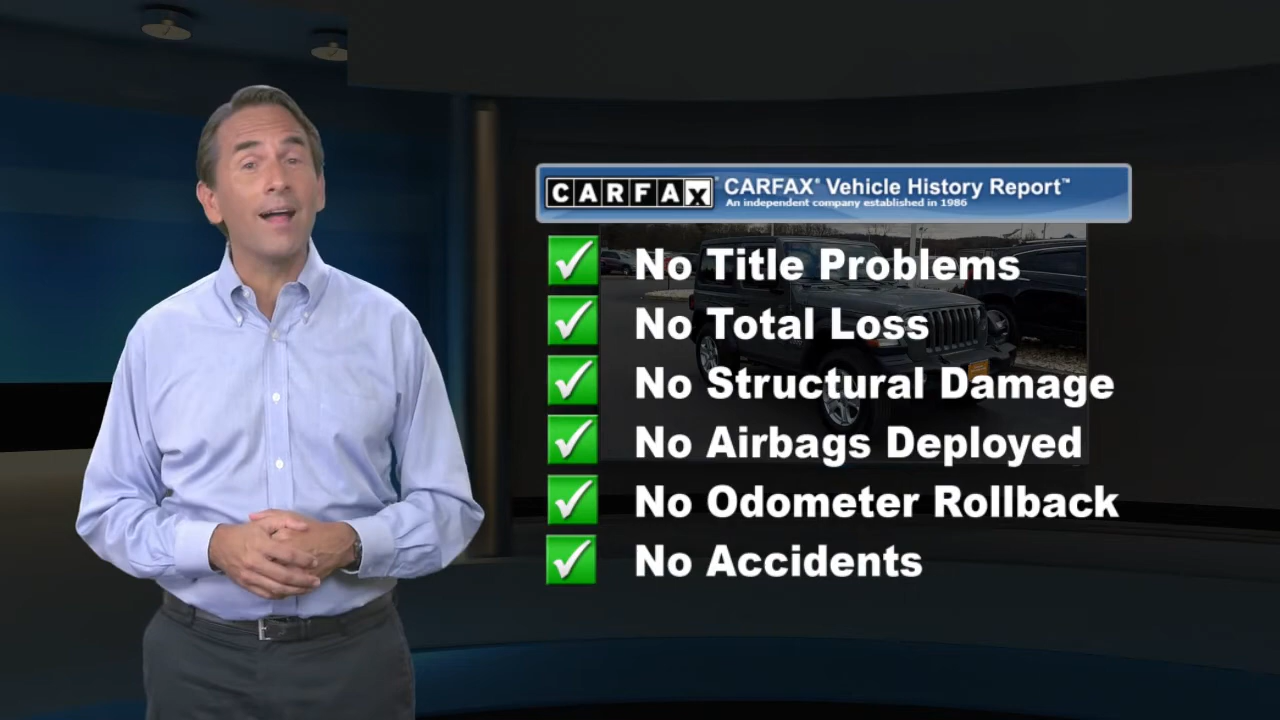 CARFAX® CARFAX® Vehicle History Report™
An independent company established in 1986
No Title Problems
No Total Loss
No Structural Damage
No Airbags Deployed
No Odometer Rollback
No Accidents